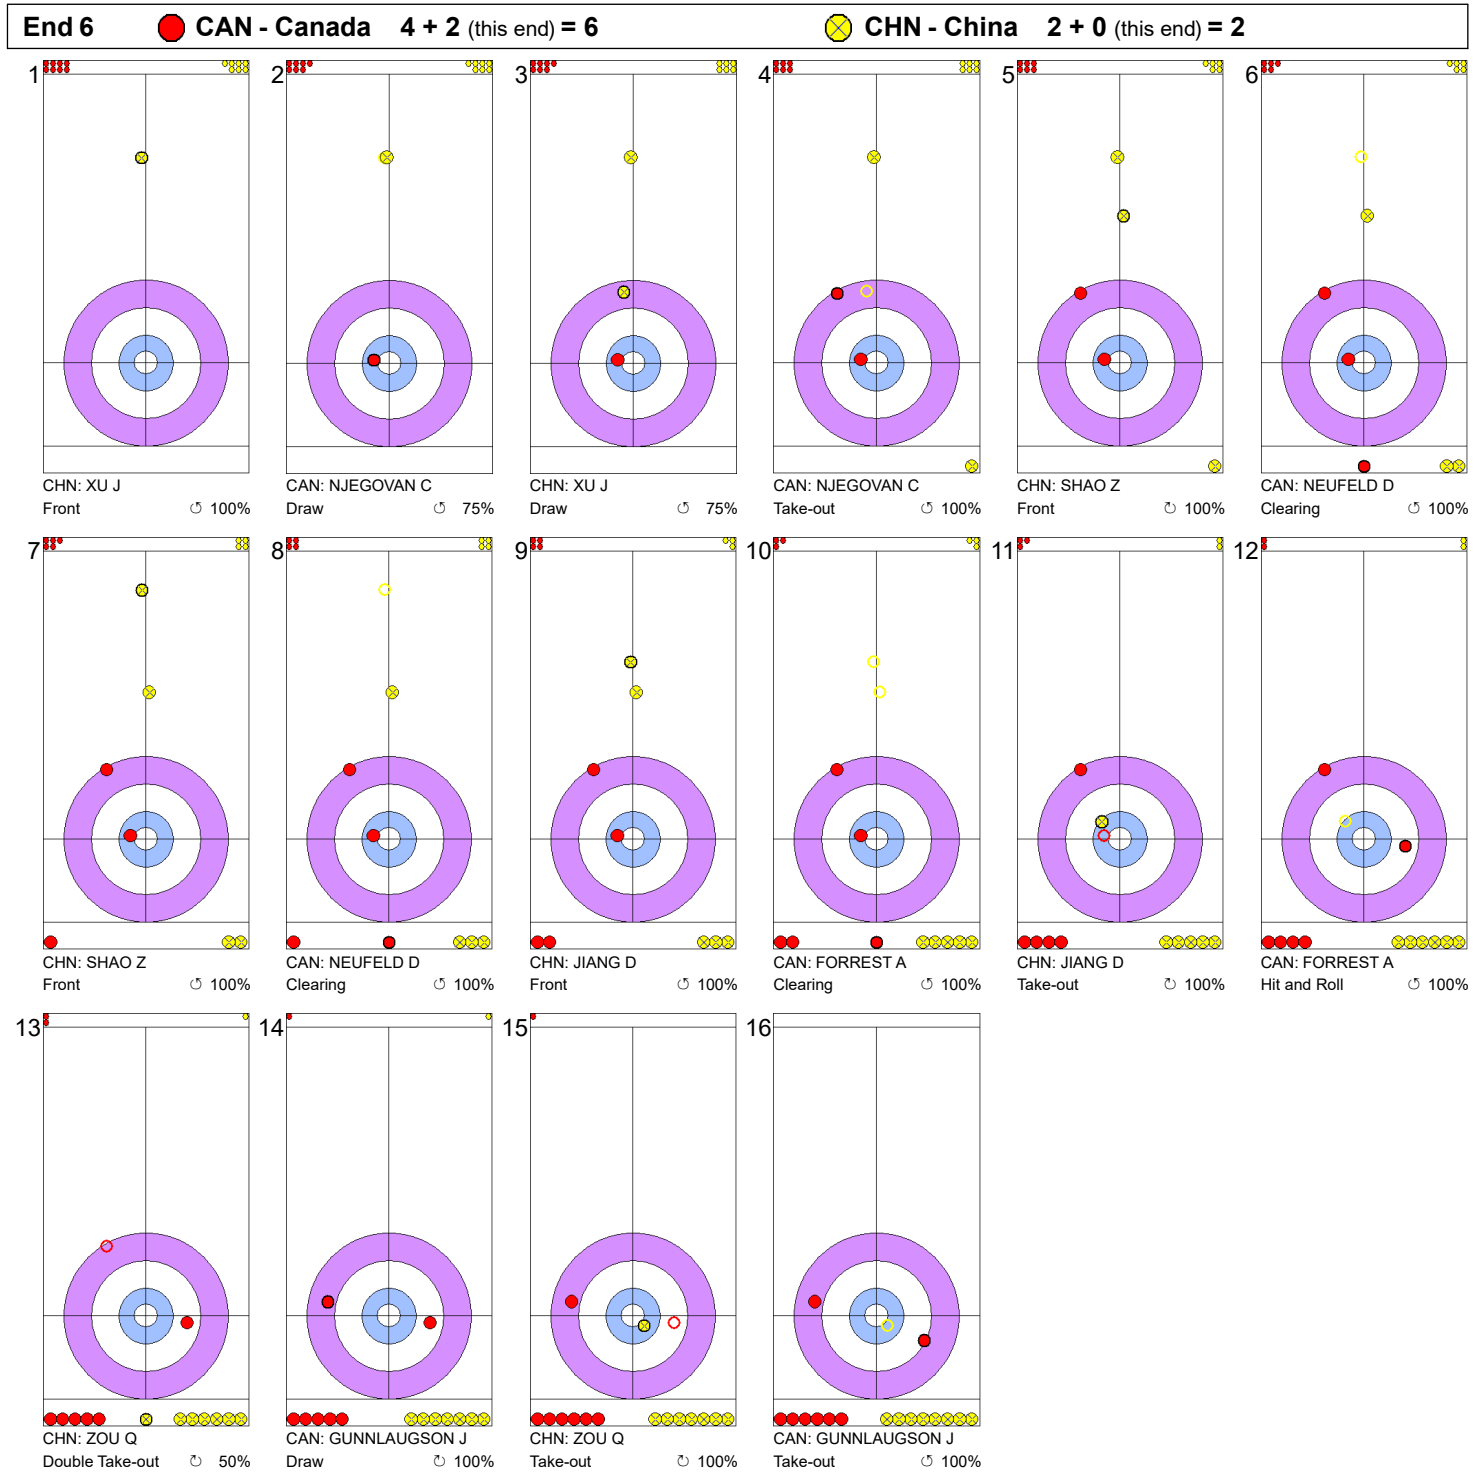 End 6 CAN - Canada 4 + 2 (this end) = 6 CHN - China 2 + 0 (this end) = 2
1 2 3 4 5 6
CHN: XU J CAN: NJEGOVAN C CHN: XU J CAN: NJEGOVAN C CHN: SHAO Z CAN: NEUFELD D
Front ↺ 100% Draw ↺ 75% Draw ↺ 75% Take-out ↺ 100% Front ↺ 100% Clearing ↺ 100%
7 8 9 10 11 12
CHN: SHAO Z CAN: NEUFELD D CHN: JIANG D CAN: FORREST A CHN: JIANG D CAN: FORREST A
Front ↺ 100% Clearing ↺ 100% Front ↺ 100% Clearing ↺ 100% Take-out ↻ 100% Hit and Roll ↺ 100%
13 14 15 16
CHN: ZOU Q CAN: GUNNLAUGSON J CHN: ZOU Q CAN: GUNNLAUGSON J
Double Take-out ↻ 50% Draw ↻ 100% Take-out ↻ 100% Take-out ↻ 100%